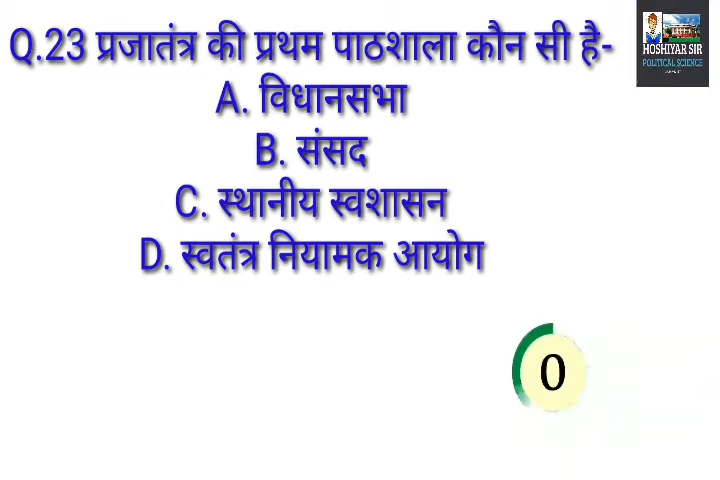 Q.23 प्रजातंत्र की प्रथम पाठशाला कौन सी है-
A. विधानसभा
B. संसद
C. स्थानीय स्वशासन
D. स्वतंत्र नियामक आयोग
HOSHIYAR SIR
POLITICAL SCIENCE
0